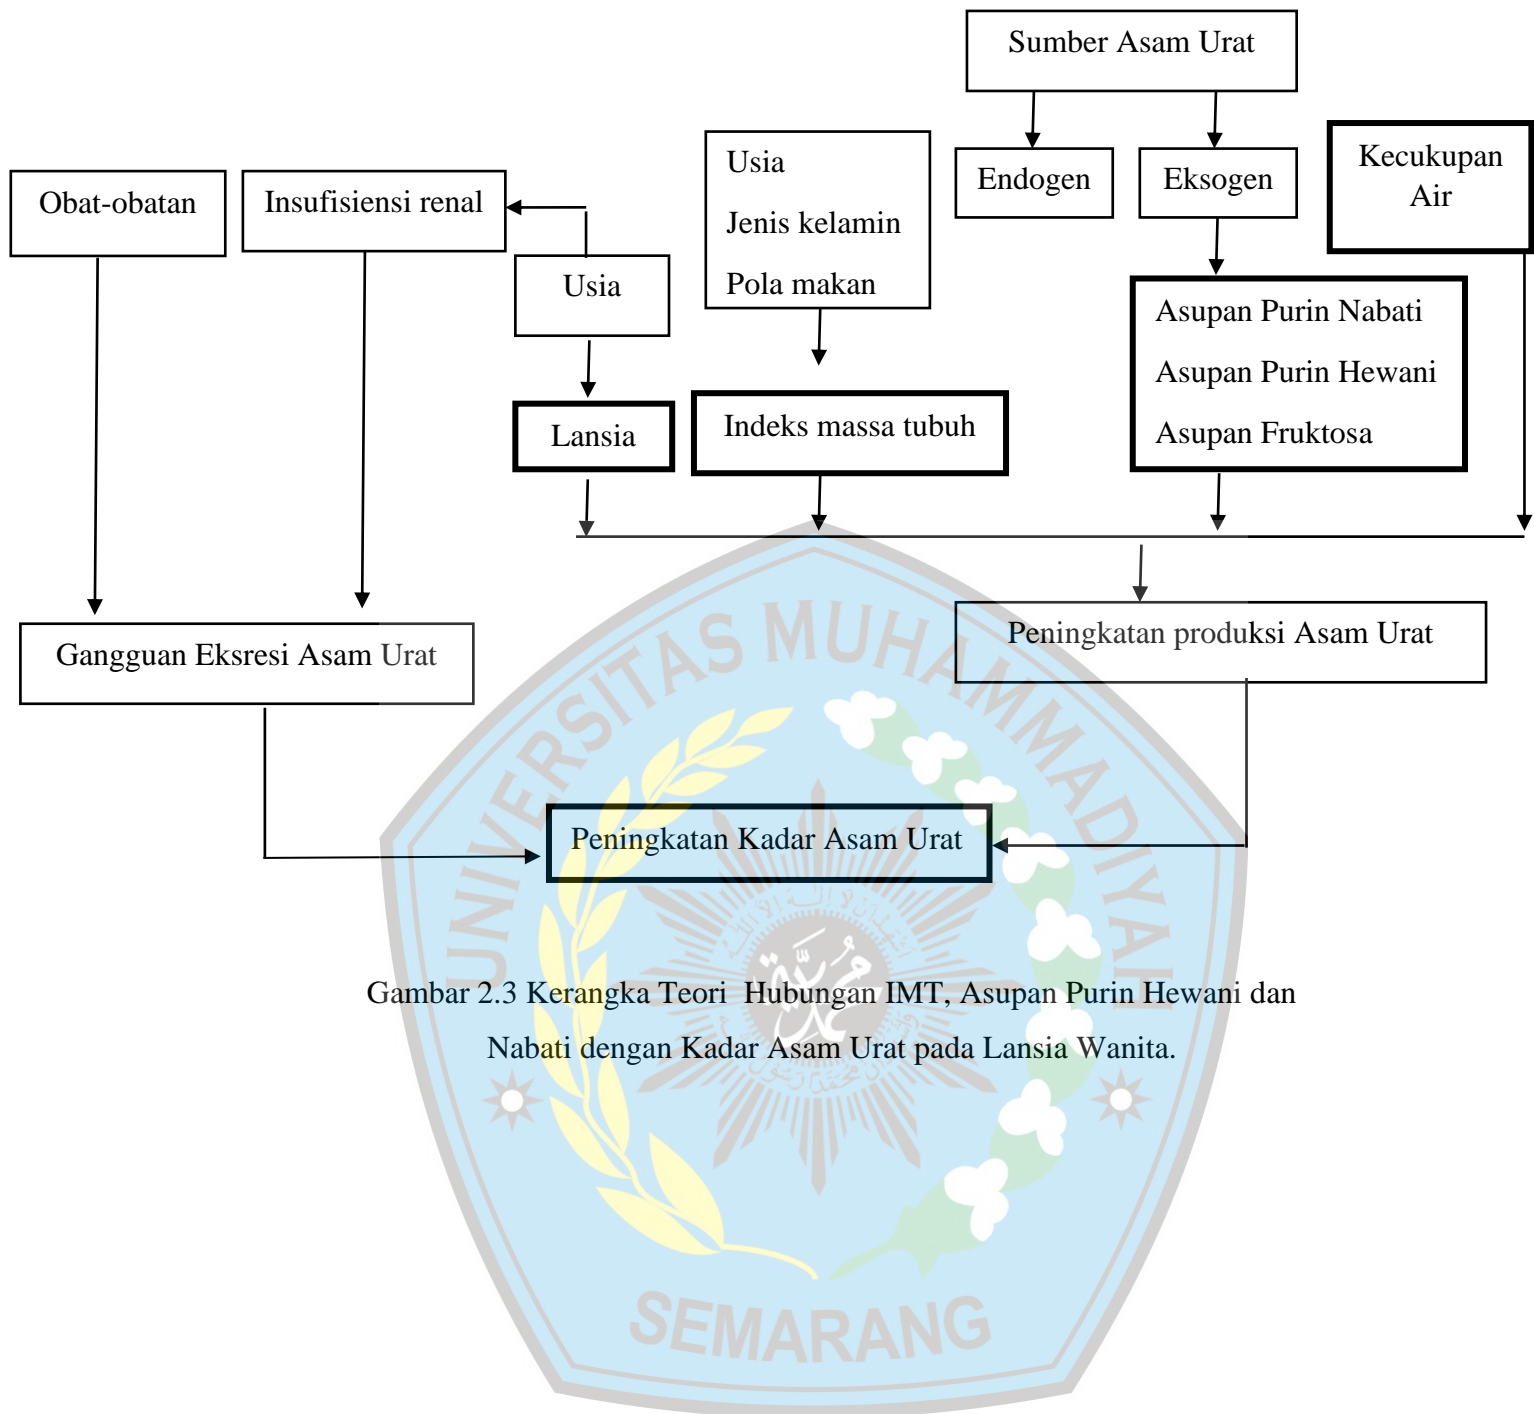 Sumber Asam Urat
Endogen
Eksogen
Kecukupan
Air
Usia
Jenis kelamin
Pola makan
Obat-obatan
Insufisiensi renal
Usia
Asupan Purin Nabati
Asupan Purin Hewani
Asupan Fruktosa
Lansia
Indeks massa tubuh
Gangguan Eksresi Asam Urat
Peningkatan produksi Asam Urat
Peningkatan Kadar Asam Urat
Gambar 2.3 Kerangka Teori  Hubungan IMT, Asupan Purin Hewani dan
Nabati dengan Kadar Asam Urat pada Lansia Wanita.
UNIVERSITAS MUHAMMADIYAH
SEMARANG